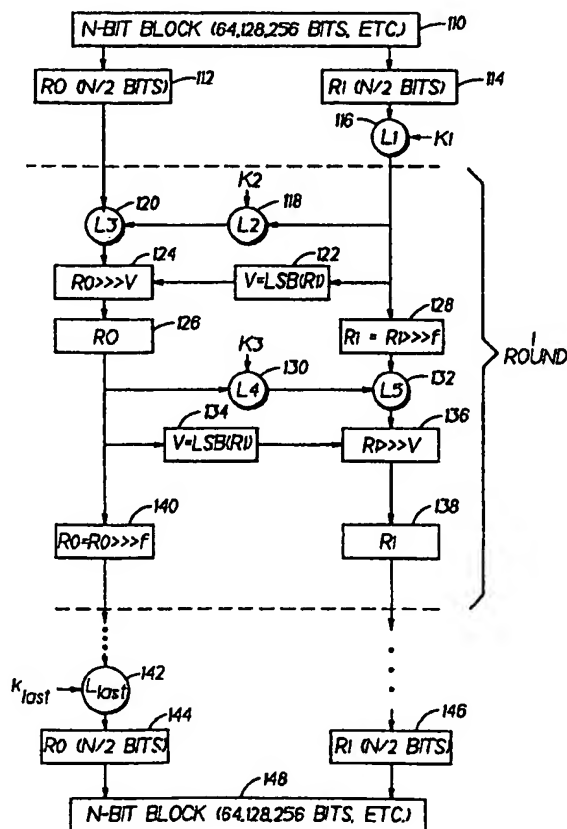 N-BIT BLOCK (64,128,256 BITS, ETC.) 110
R0 (N/2 BITS) 112
R1 (N/2 BITS) 114
116 L1 K1
K2
120 L3
118 L2
124 R0>>>V
122 V=LSB(R1)
126 R0
128 R1 = R1>>>f
1 ROUND
K3
130 L4
132 L5
134 V=LSB(R1)
136 R1>>>V
140 R0=R0>>>f
138 R1
142 Klast Llast
144 R0 (N/2 BITS)
146 R1 (N/2 BITS)
148
N-BIT BLOCK (64,128,256 BITS, ETC.)